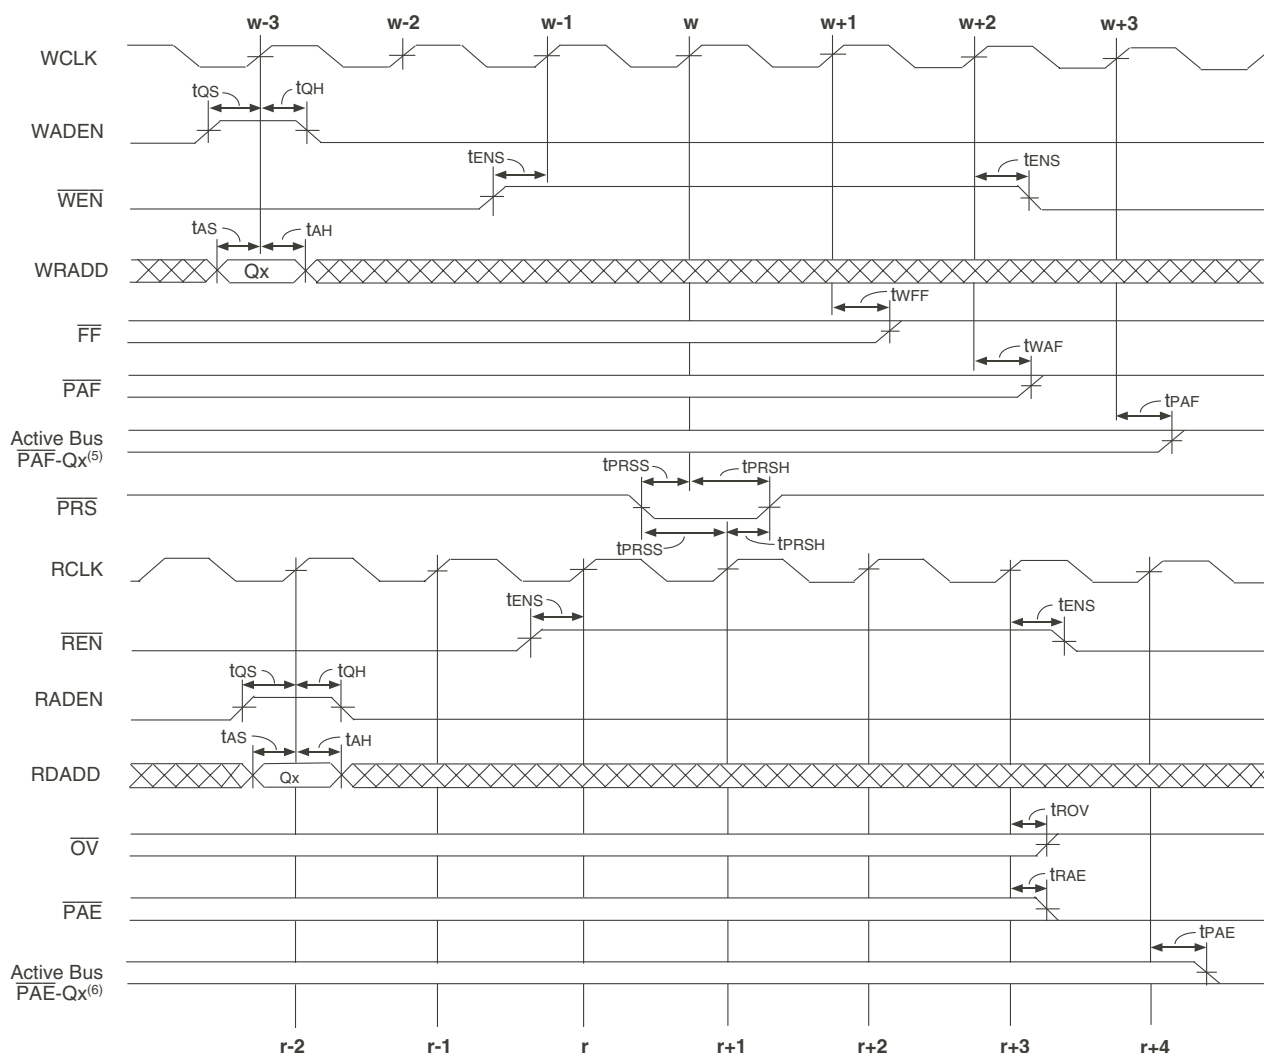 w-3 w-2 w-1 w w+1 w+2 w+3
WCLK
tQS tQH
WADEN
tENS tENS
WEN
tAS tAH
WRADD Qx
tWFF
FF
tWAF
PAF
tPAF
Active Bus
PAF-Qx(5)
tPRSS tPRSH
PRS
tPRSS tPRSH
RCLK
tENS tENS
REN
tQS tQH
RADEN
tAS tAH
RDADD Qx
tROV
OV
tRAE
PAE
tPAE
Active Bus
PAE-Qx(6)
r-2 r-1 r r+1 r+2 r+3 r+4